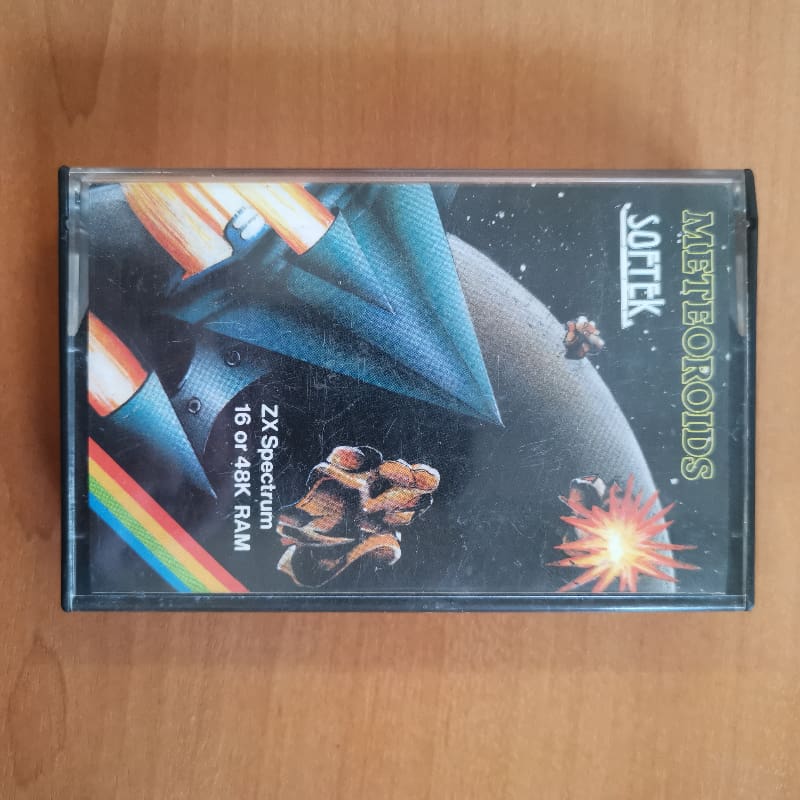 METEOROIDS
SOFTEK
ZX Spectrum
16 or 48K RAM